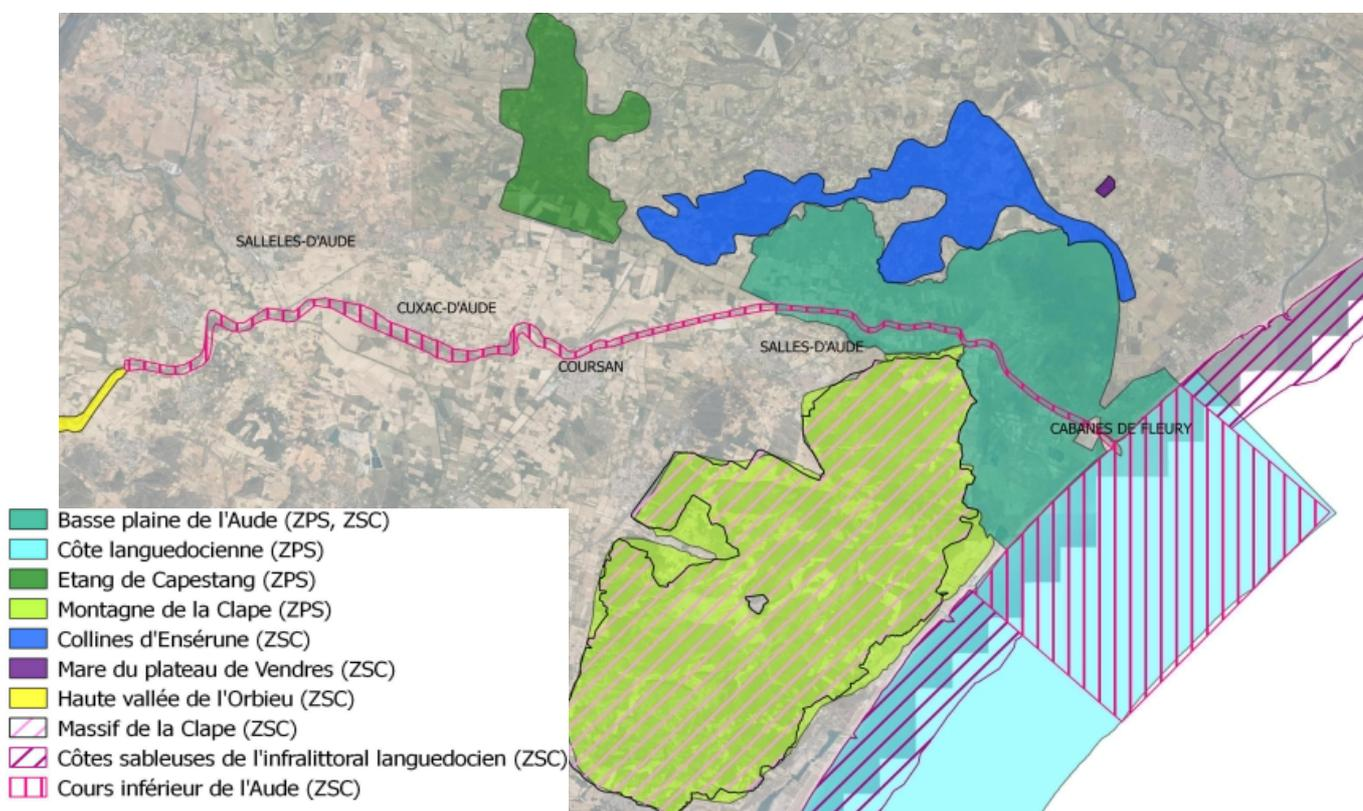 SALLELES-D'AUDE
CUXAC-D'AUDE
SALLES-D'AUDE
COURSAN
CABANES DE FLEURY
Basse plaine de l'Aude (ZPS, ZSC)
Côte languedocienne (ZPS)
Etang de Capestang (ZPS)
Montagne de la Clape (ZPS)
Collines d'Ensérune (ZSC)
Mare du plateau de Vendres (ZSC)
Haute vallée de l'Orbieu (ZSC)
Massif de la Clape (ZSC)
Côtes sableuses de l'infralittoral languedocien (ZSC)
Cours inférieur de l'Aude (ZSC)